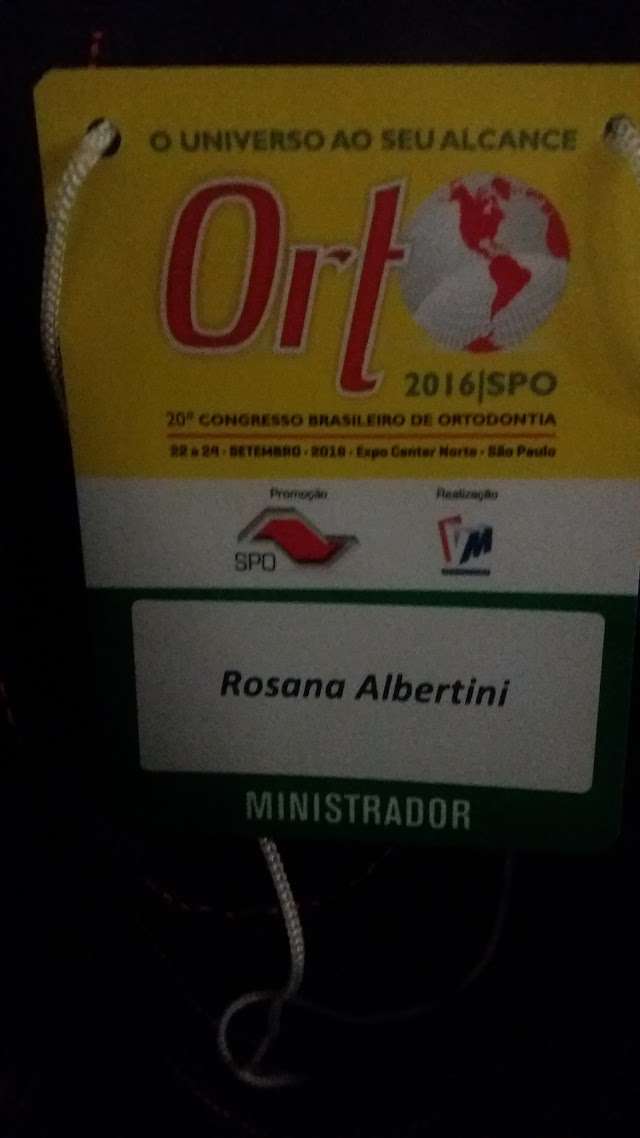 O UNIVERSO AO SEU ALCANCE
Orto
2016|SPO
20º CONGRESSO BRASILEIRO DE ORTODONTIA
22 a 24 · SETEMBRO · 2016 · Expo Center Norte · São Paulo
Promoção Realização
SPO VM
Rosana Albertini
MINISTRADOR